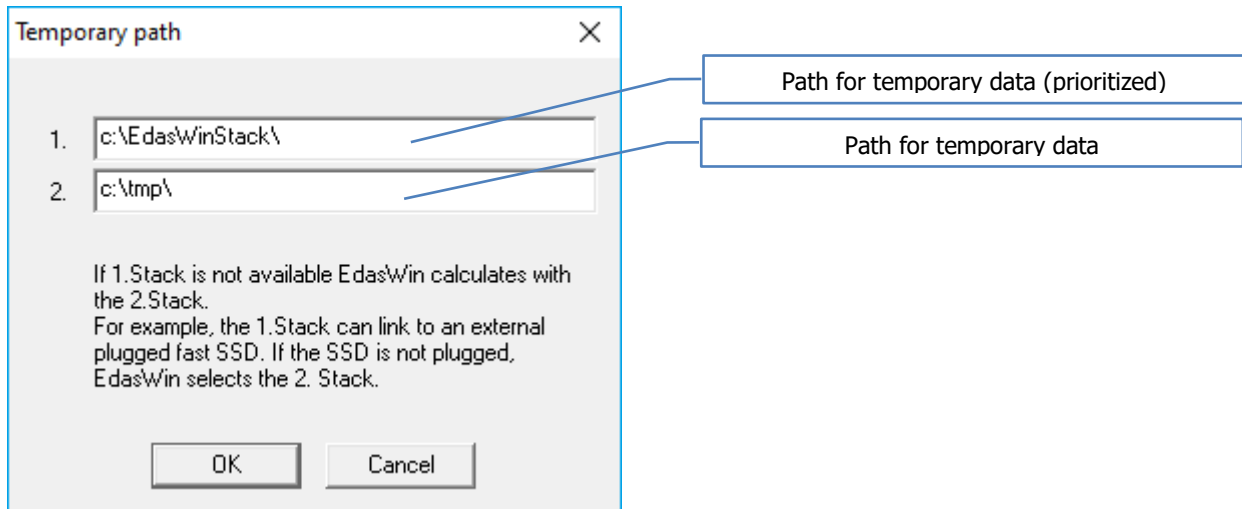 Temporary path
Path for temporary data (prioritized)
1. c:\EdasWinStack\
Path for temporary data
2. c:\tmp\
If 1.Stack is not available EdasWin calculates with
the 2.Stack.
For example, the 1.Stack can link to an external
plugged fast SSD. If the SSD is not plugged,
EdasWin selects the 2. Stack.
OK Cancel